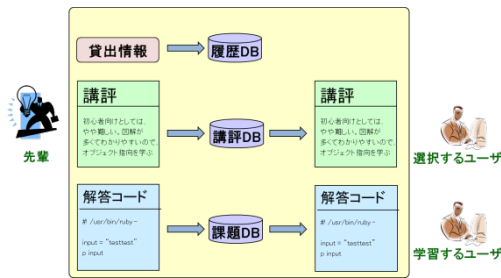 貸出情報
履歴DB
講評
初心者向けとしては、
やや難しい。図解が
多くてわかりやすいので、
オブジェクト指向を学ぶ
講評DB
講評
初心者向けとしては、
やや難しい。図解が
多くてわかりやすいので、
オブジェクト指向を学ぶ
先輩
選択するユーザ
解答コード
# /usr/bin/ruby-
input = "testtest"
p input
課題DB
解答コード
# /usr/bin/ruby-
input = "testtest"
p input
学習するユーザ